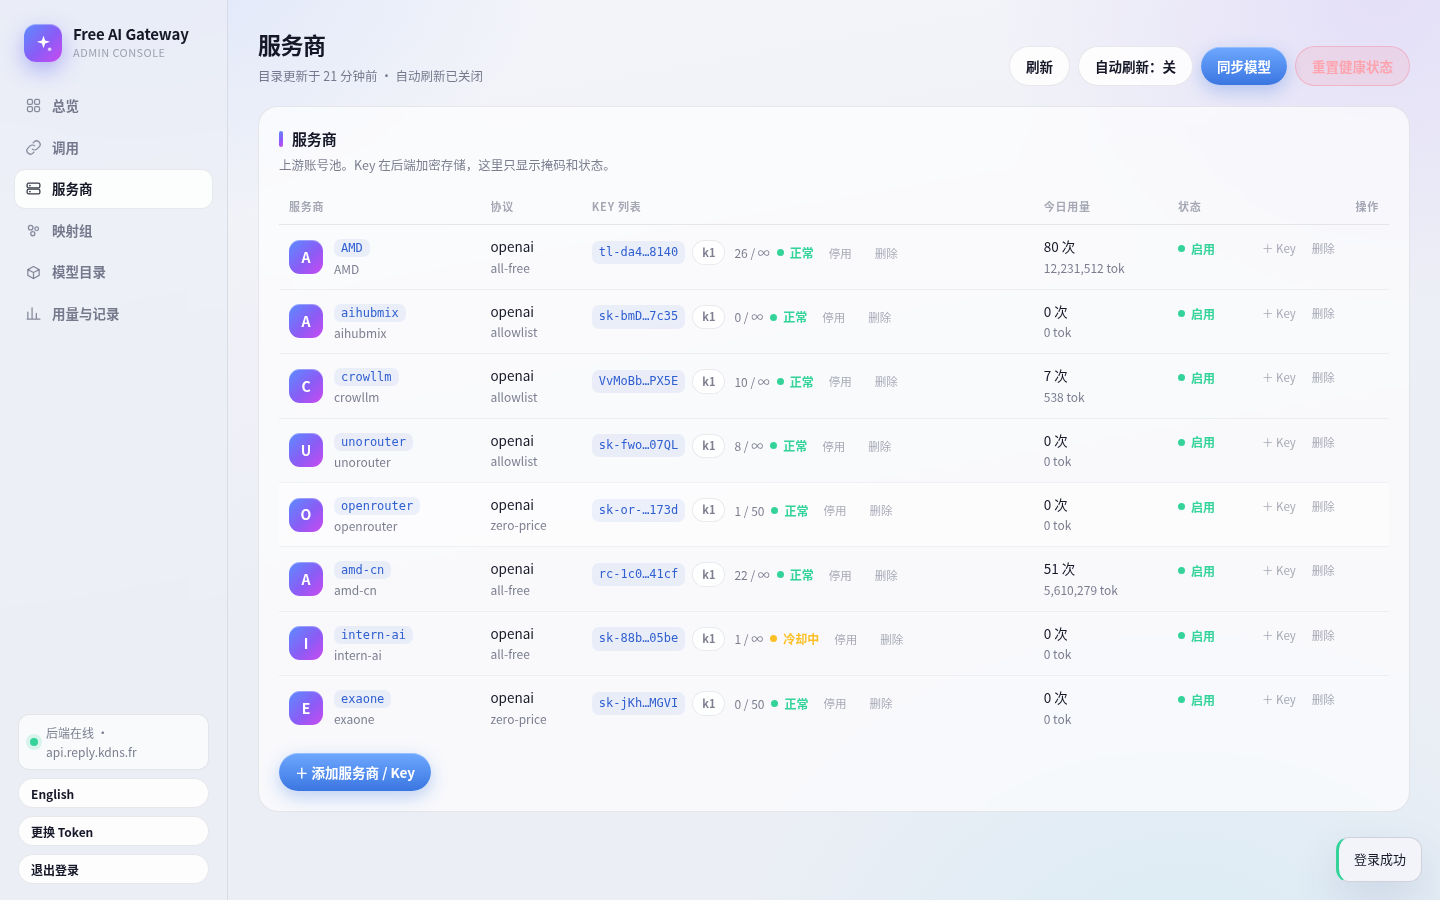 Free AI Gateway
ADMIN CONSOLE
总览
调用
服务商
映射组
模型目录
用量与记录
后端在线 ·
api.reply.kdns.fr
English
更换 Token
退出登录
服务商
目录更新于 21 分钟前 · 自动刷新已关闭
刷新
自动刷新：关
同步模型
重置健康状态
服务商
上游账号池。Key 在后端加密存储，这里只显示掩码和状态。
服务商 协议 KEY 列表 今日用量 状态 操作
A AMD openai tl-da4…8140 k1 26 / ∞ 正常 停用 删除 80 次 启用 ＋ Key 删除
AMD all-free 12,231,512 tok
A aihubmix openai sk-bmD…7c35 k1 0 / ∞ 正常 停用 删除 0 次 启用 ＋ Key 删除
aihubmix allowlist 0 tok
C crowllm openai VvMoBb…PX5E k1 10 / ∞ 正常 停用 删除 7 次 启用 ＋ Key 删除
crowllm allowlist 538 tok
U unorouter openai sk-fwo…07QL k1 8 / ∞ 正常 停用 删除 0 次 启用 ＋ Key 删除
unorouter allowlist 0 tok
O openrouter openai sk-or-…173d k1 1 / 50 正常 停用 删除 0 次 启用 ＋ Key 删除
openrouter zero-price 0 tok
A amd-cn openai rc-1c0…41cf k1 22 / ∞ 正常 停用 删除 51 次 启用 ＋ Key 删除
amd-cn all-free 5,610,279 tok
I intern-ai openai sk-88b…05be k1 1 / ∞ 冷却中 停用 删除 0 次 启用 ＋ Key 删除
intern-ai all-free 0 tok
E exaone openai sk-jKh…MGVI k1 0 / 50 正常 停用 删除 0 次 启用 ＋ Key 删除
exaone zero-price 0 tok
＋ 添加服务商 / Key
登录成功